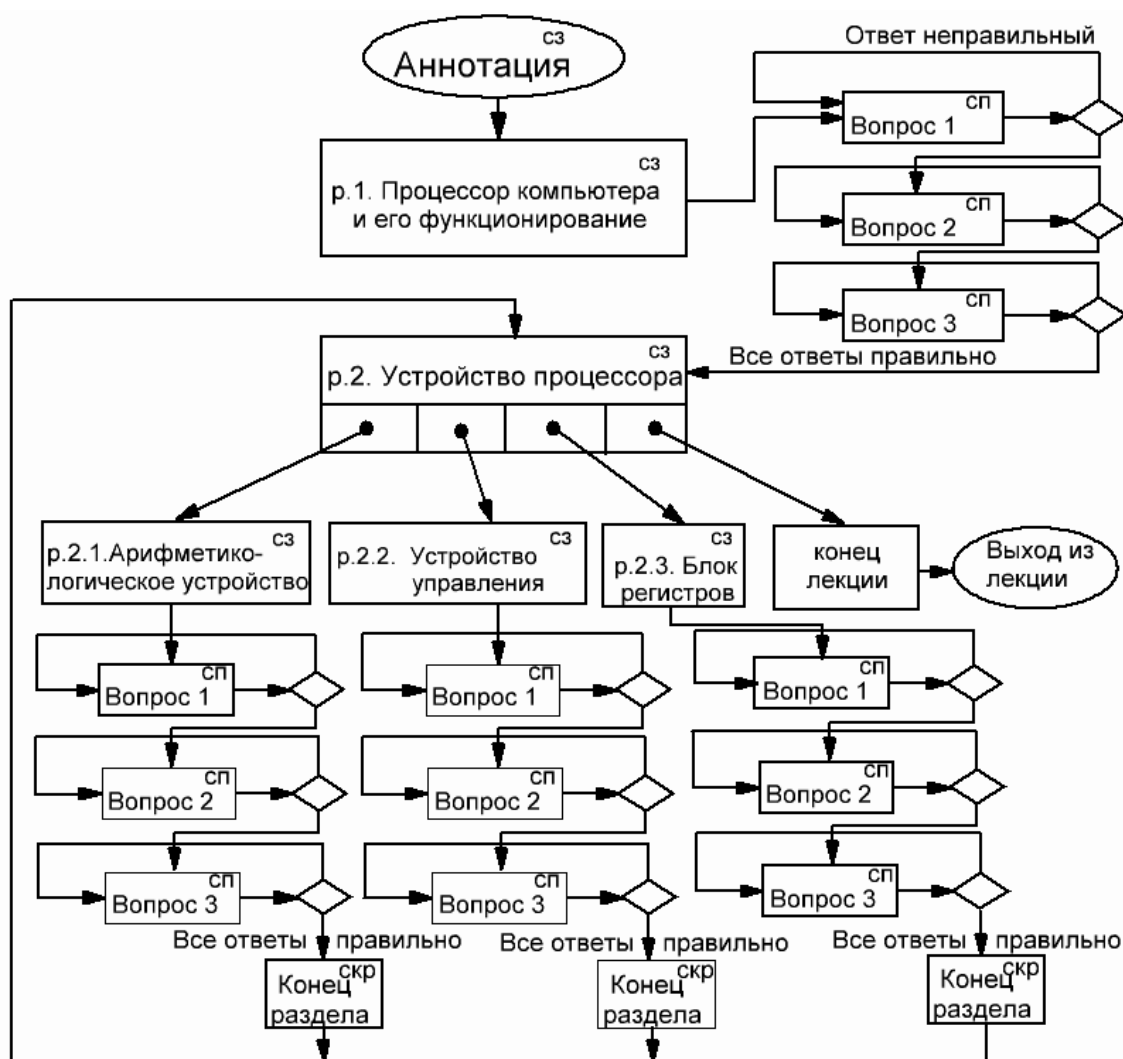 сз
Аннотация
Ответ неправильный
сп
Вопрос 1
сз
р.1. Процессор компьютера
и его функционирование
сп
Вопрос 2
сп
Вопрос 3
Все ответы правильно
сз
р.2. Устройство процессора
сз
р.2.1.Арифметико-
логическое устройство
сз
р.2.2. Устройство
управления
сз
р.2.3. Блок
регистров
конец
лекции
Выход из
лекции
сп
Вопрос 1
сп
Вопрос 2
сп
Вопрос 3
Все ответы правильно
скр
Конец
раздела
сп
Вопрос 1
сп
Вопрос 2
сп
Вопрос 3
Все ответы правильно
скр
Конец
раздела
сп
Вопрос 1
сп
Вопрос 2
сп
Вопрос 3
Все ответы правильно
скр
Конец
раздела